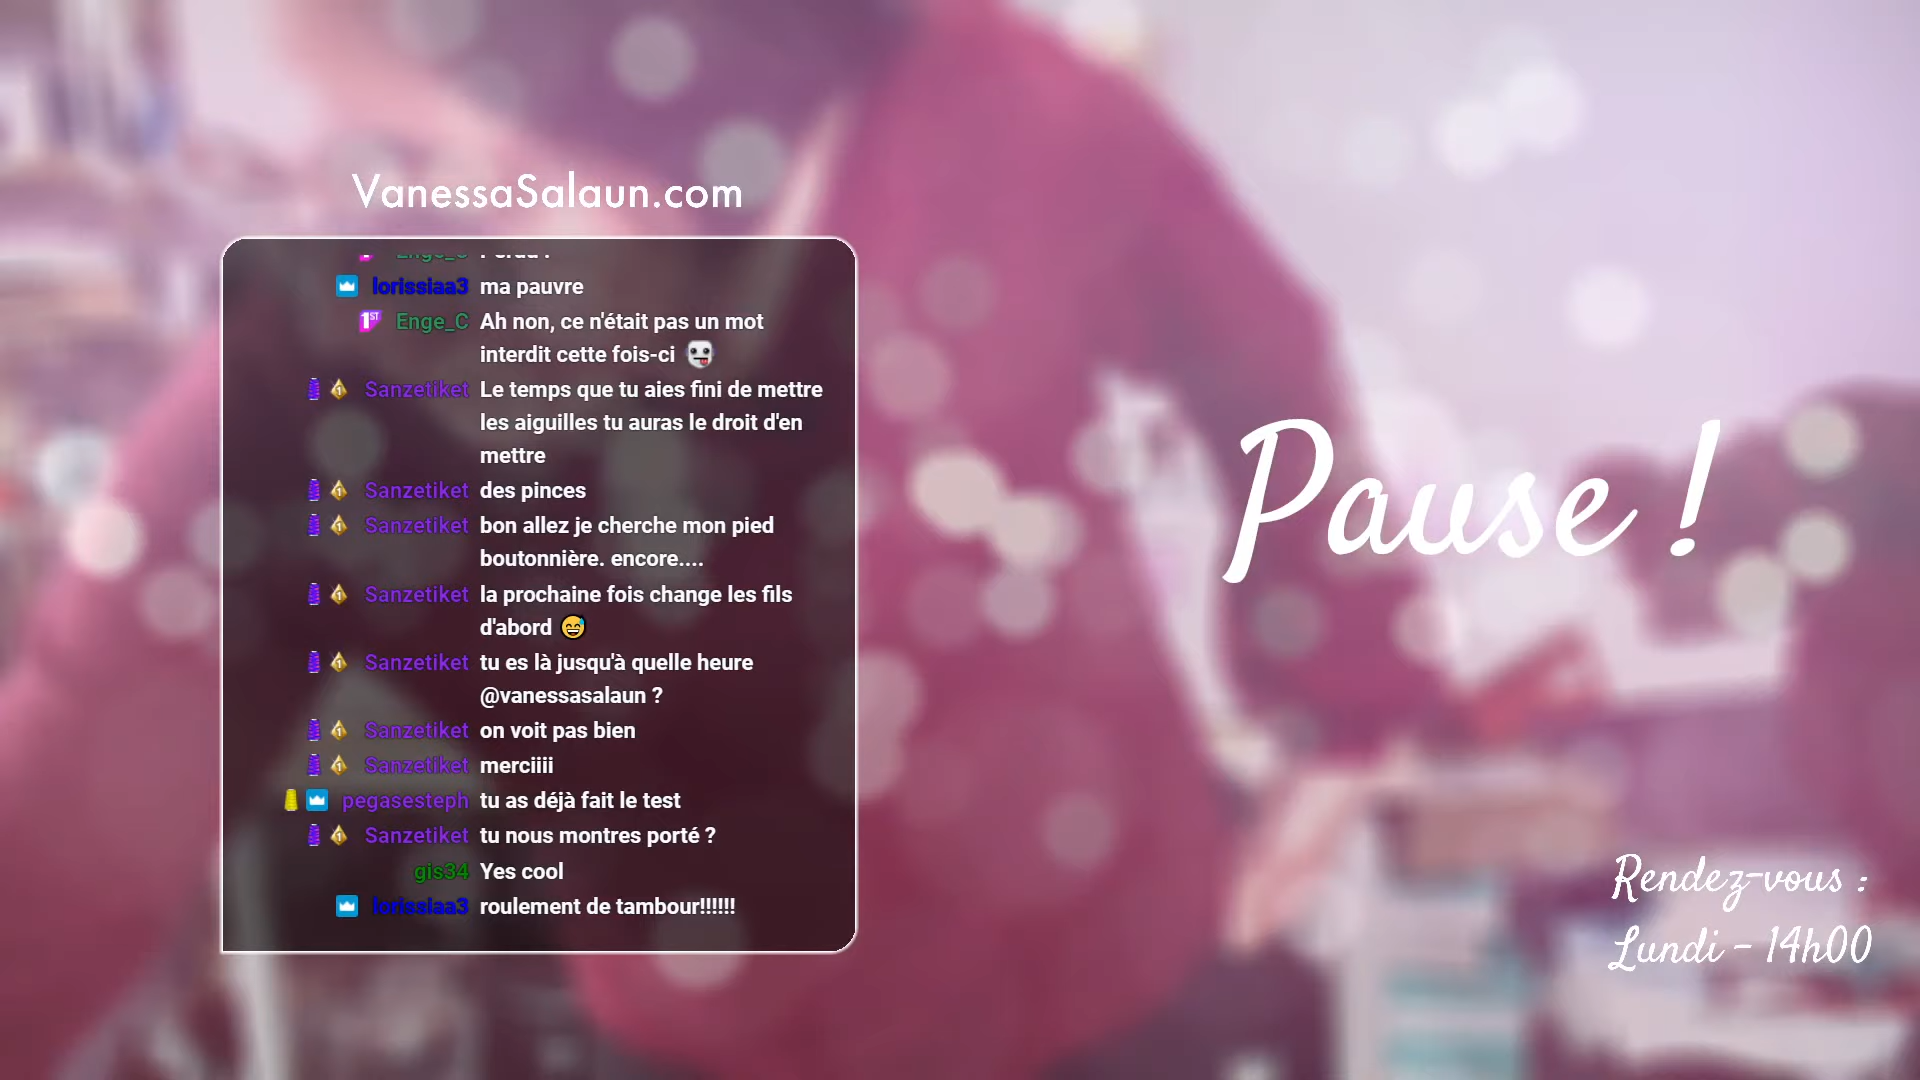 VanessaSalaun.com
lorissiaa3 ma pauvre
Enge_C Ah non, ce n'était pas un mot
interdit cette fois-ci
Sanzetiket Le temps que tu aies fini de mettre
les aiguilles tu auras le droit d'en
mettre
Sanzetiket des pinces
Sanzetiket bon allez je cherche mon pied
boutonnière. encore....
Sanzetiket la prochaine fois change les fils
d'abord
Sanzetiket tu es là jusqu'à quelle heure
@vanessasalaun ?
Sanzetiket on voit pas bien
Sanzetiket merciiii
pegasesteph tu as déjà fait le test
Sanzetiket tu nous montres porté ?
gis34 Yes cool
lorissiaa3 roulement de tambour!!!!!!
Pause !
Rendez-vous :
Lundi - 14h00